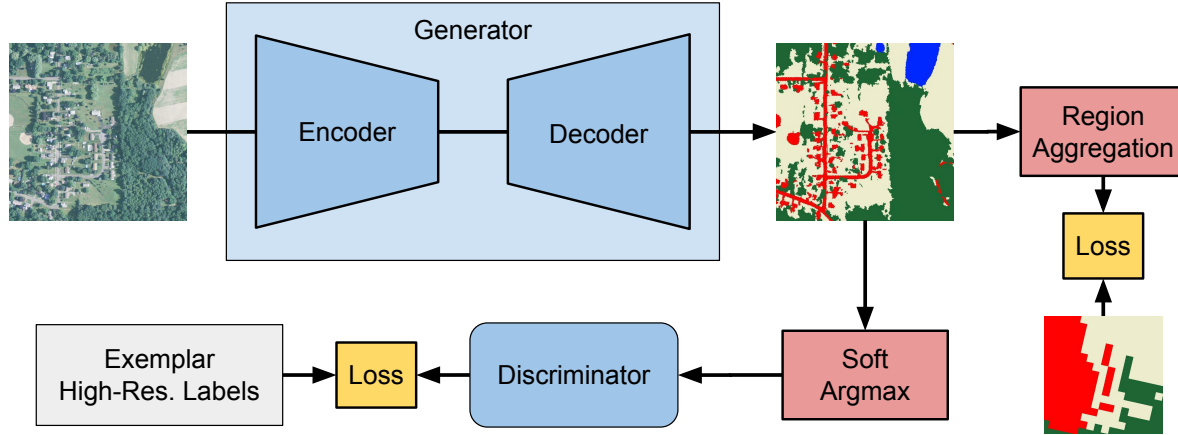 Generator
Encoder
Decoder
Region
Aggregation
Loss
Exemplar
High-Res. Labels
Loss
Discriminator
Soft
Argmax